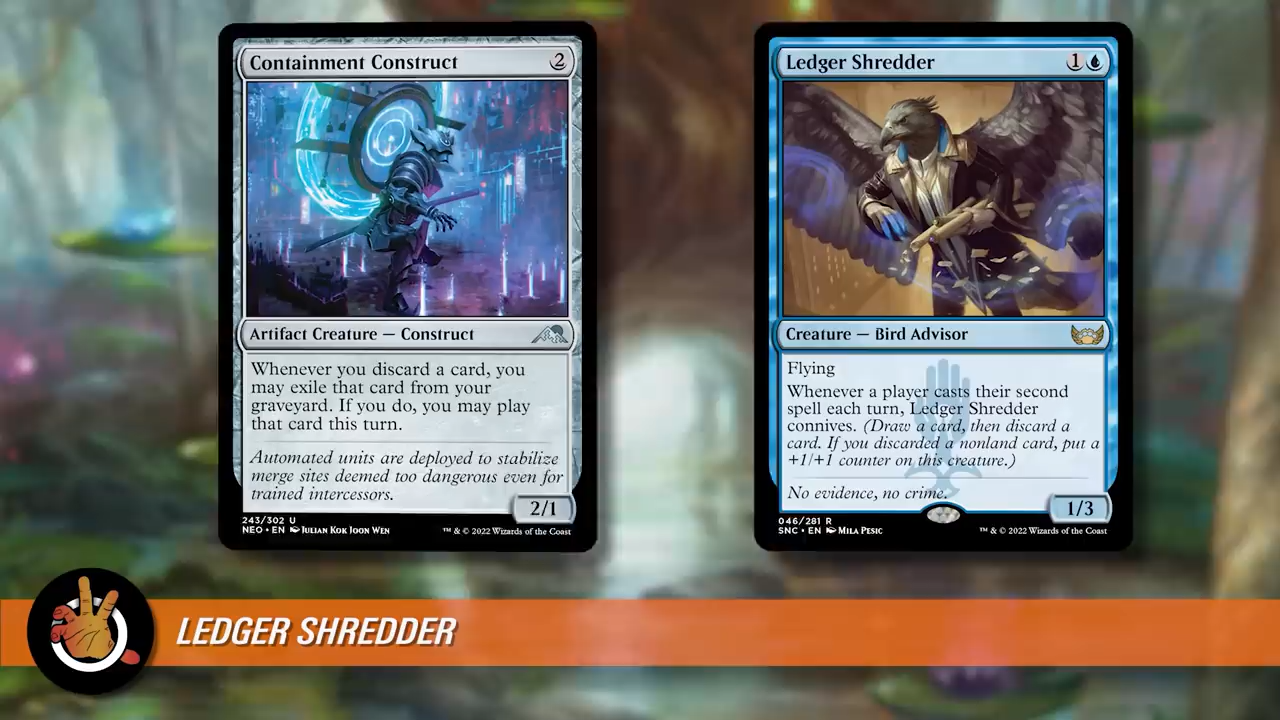 Containment Construct 2
Artifact Creature — Construct
Whenever you discard a card, you
may exile that card from your
graveyard. If you do, you may play
that card this turn.
Automated units are deployed to stabilize
merge sites deemed too dangerous even for
trained intercessors.
2/1
243/302 U
NEO • EN Julian Kok Joon Wen
™ & © 2022 Wizards of the Coast
Ledger Shredder 1
Creature — Bird Advisor
Flying
Whenever a player casts their second
spell each turn, Ledger Shredder
connives. (Draw a card, then discard a
card. If you discarded a nonland card, put a
+1/+1 counter on this creature.)
No evidence, no crime.
1/3
046/281 R
SNC • EN Mila Pesic
™ & © 2022 Wizards of the Coast
LEDGER SHREDDER